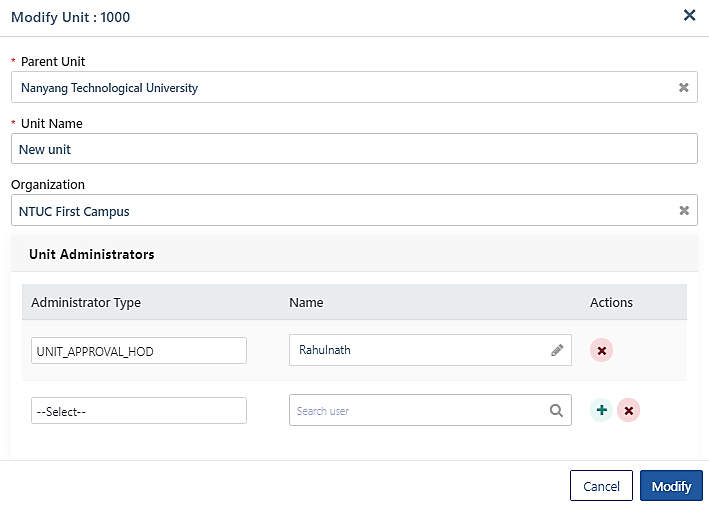 Modify Unit : 1000
* Parent Unit
Nanyang Technological University
* Unit Name
New unit
Organization
NTUC First Campus
Unit Administrators
Administrator Type Name Actions
UNIT_APPROVAL_HOD Rahulnath
--Select-- Search user
Cancel Modify